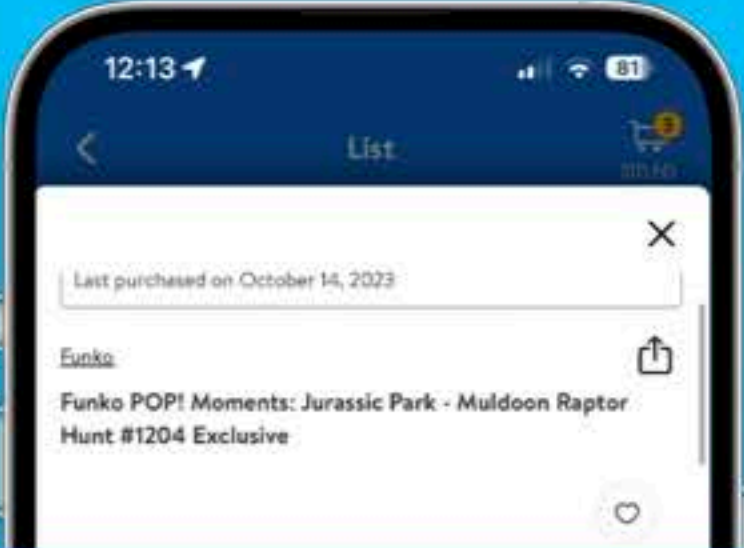 12:13
81
List
3
Last purchased on October 14, 2023
Funko
Funko POP! Moments: Jurassic Park - Muldoon Raptor
Hunt #1204 Exclusive